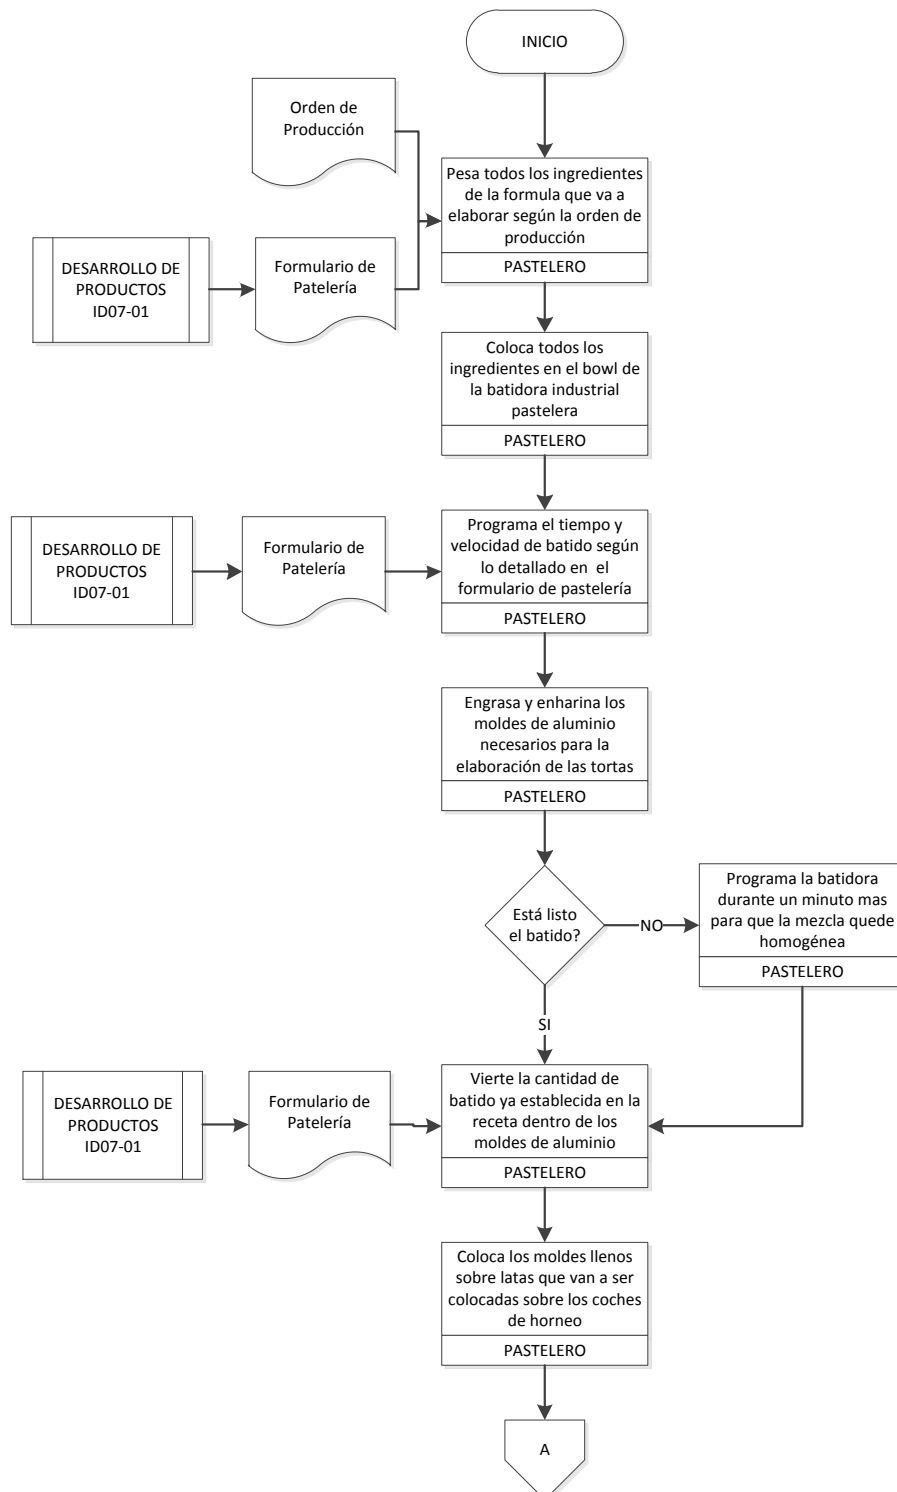 INICIO
Orden de
Producción
Pesa todos los ingredientes
de la formula que va a
elaborar según la orden de
producción
PASTELERO
DESARROLLO DE
PRODUCTOS
ID07-01
Formulario de
Patelería
Coloca todos los
ingredientes en el bowl de
la batidora industrial
pastelera
PASTELERO
DESARROLLO DE
PRODUCTOS
ID07-01
Formulario de
Patelería
Programa el tiempo y
velocidad de batido según
lo detallado en  el
formulario de pastelería
PASTELERO
Engrasa y enharina los
moldes de aluminio
necesarios para la
elaboración de las tortas
PASTELERO
Está listo
el batido?
NO
Programa la batidora
durante un minuto mas
para que la mezcla quede
homogénea
PASTELERO
SI
DESARROLLO DE
PRODUCTOS
ID07-01
Formulario de
Patelería
Vierte la cantidad de
batido ya establecida en la
receta dentro de los
moldes de aluminio
PASTELERO
Coloca los moldes llenos
sobre latas que van a ser
colocadas sobre los coches
de horneo
PASTELERO
A